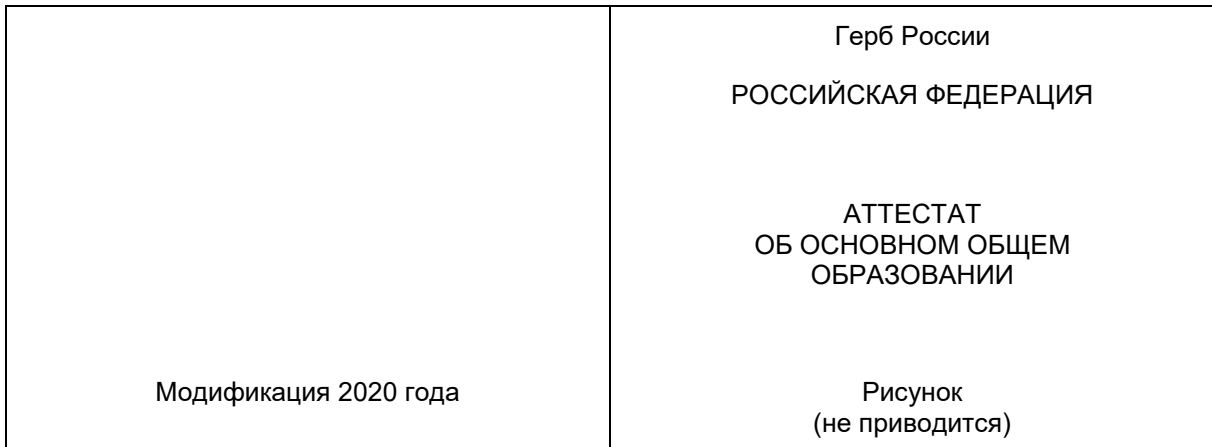 Модификация 2020 года
Герб России
РОССИЙСКАЯ ФЕДЕРАЦИЯ
АТТЕСТАТ
ОБ ОСНОВНОМ ОБЩЕМ
ОБРАЗОВАНИИ
Рисунок
(не приводится)